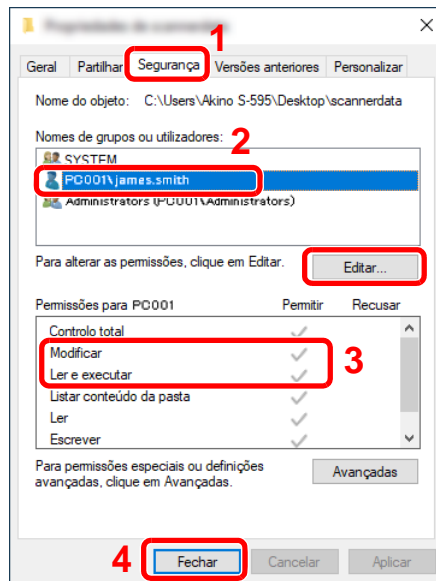 1
Geral Partilhar Segurança Versões anteriores Personalizar
Nome do objeto: C:\Users\Akino S-595\Desktop\scannerdata
Nomes de grupos ou utilizadores:
2
SYSTEM
PC001\james.smith
Administrators (PC001\Administrators)
Para alterar as permissões, clique em Editar. Editar...
Permissões para PC001 Permitir Recusar
Controlo total
Modificar
Ler e executar
3
Listar conteúdo da pasta
Ler
Escrever
Para permissões especiais ou definições
avançadas, clique em Avançadas.
Avançadas
4
Fechar Cancelar Aplicar